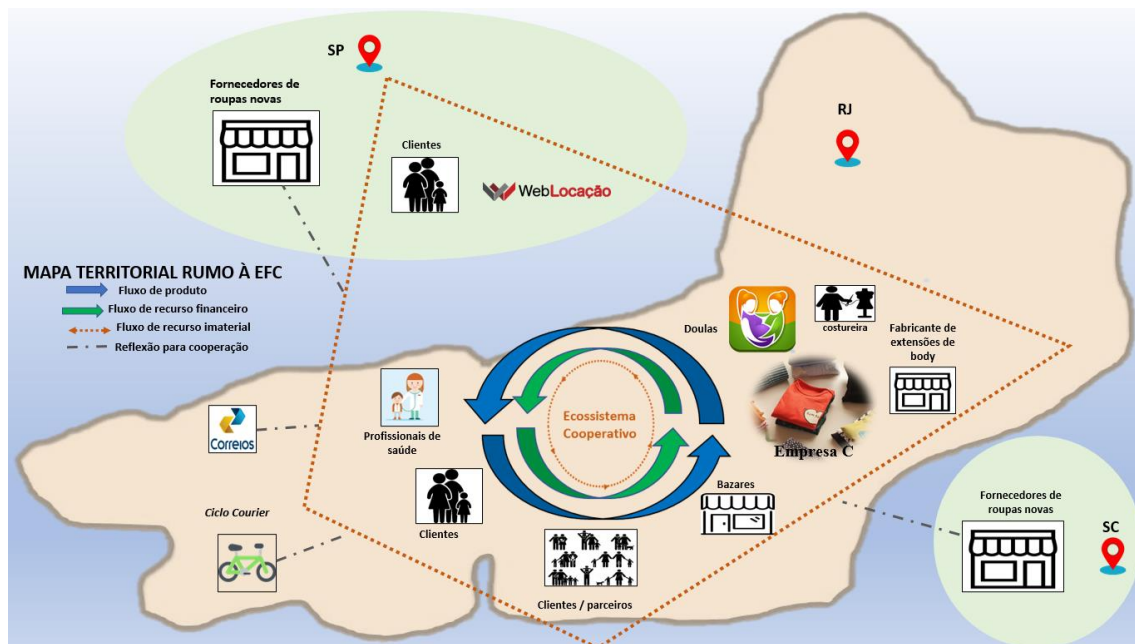 SP
Fornecedores de
roupas novas
Clientes
WebLocação
RJ
MAPA TERRITORIAL RUMO À EFC
Fluxo de produto
Fluxo de recurso financeiro
Fluxo de recurso imaterial
Reflexão para cooperação
Doulas
costureira
Fabricante de
extensões de
body
Ecossistema
Cooperativo
Correios
Profissionais de
saúde
Empresa C
Bazares
Clientes
Ciclo Courier
Clientes / parceiros
Fornecedores de
roupas novas
SC